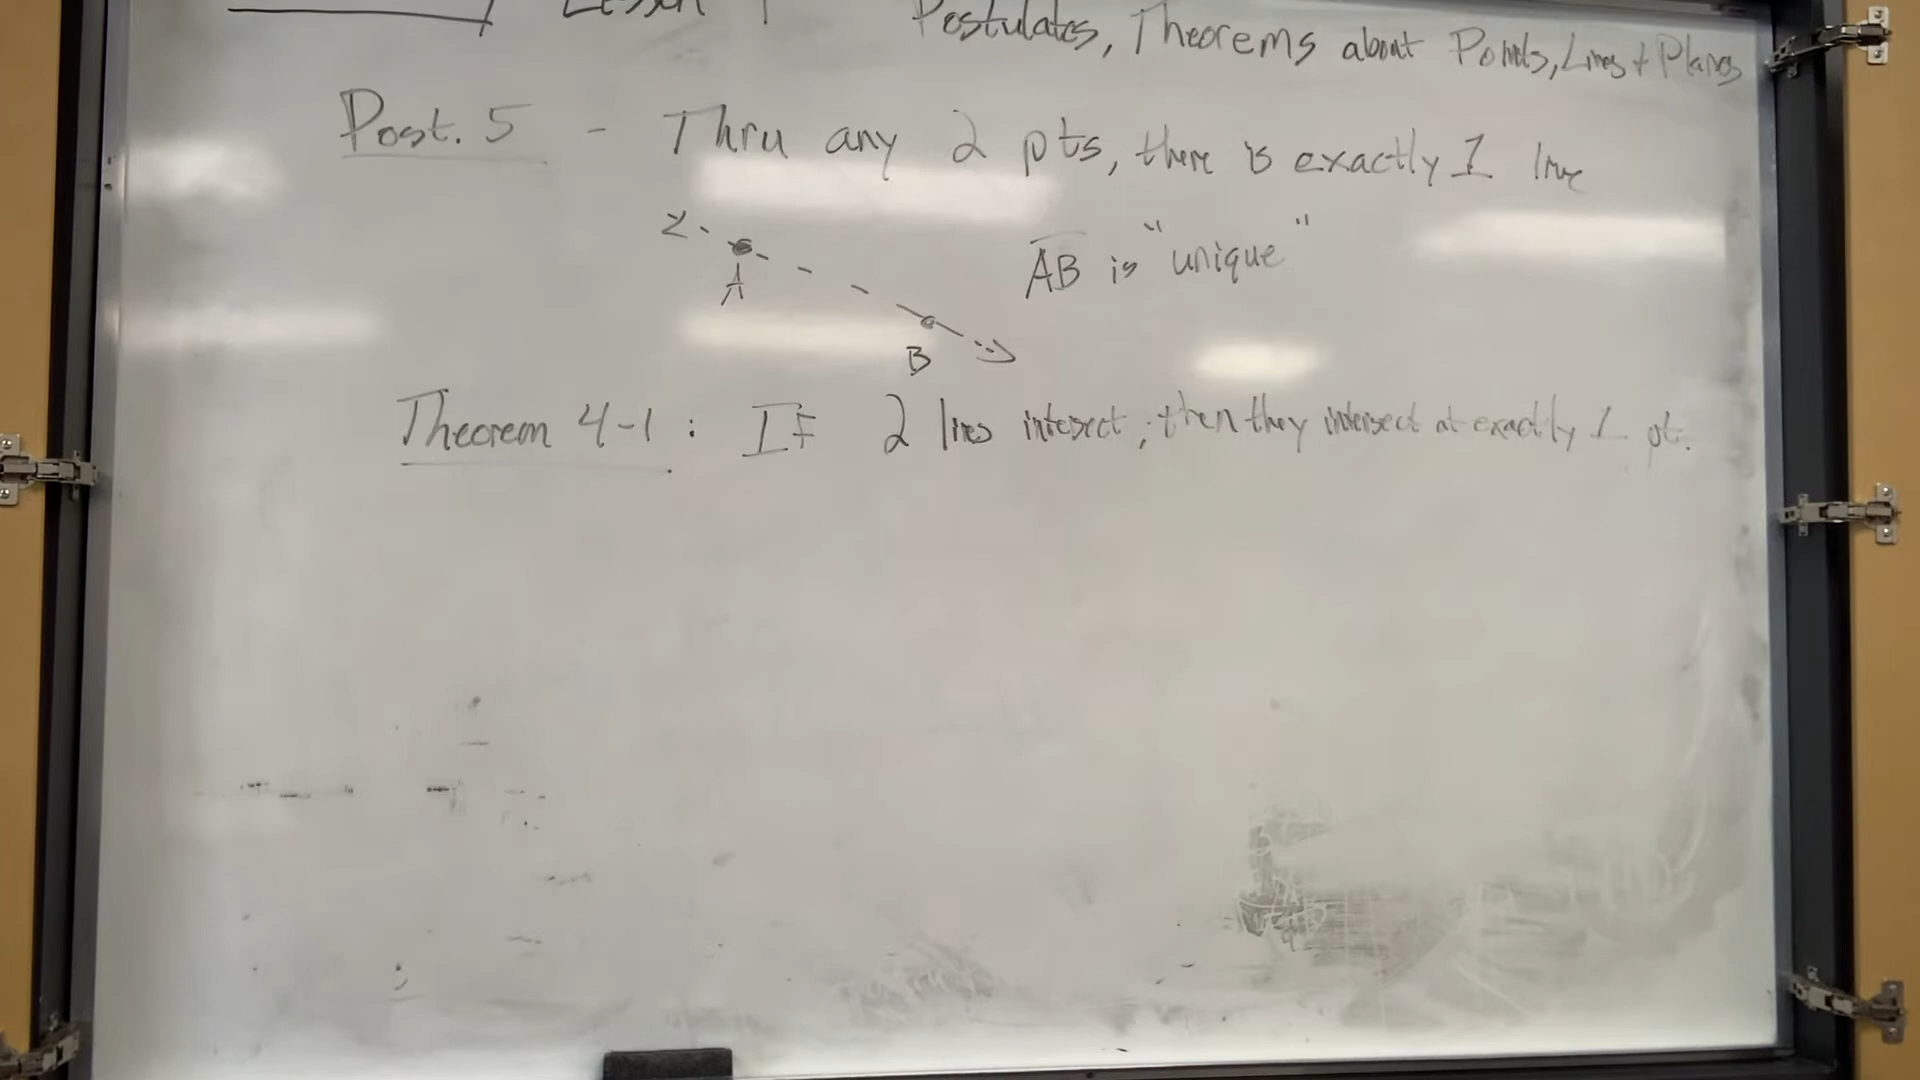 Lesson
Postulates, Theorems about Points, Lines + Planes
Post. 5 - Thru any 2 pts, there is exactly 1 line
A
AB is "unique"
B
Theorem 4-1 : If 2 lines intersect, then they intersect at exactly 1 pt.